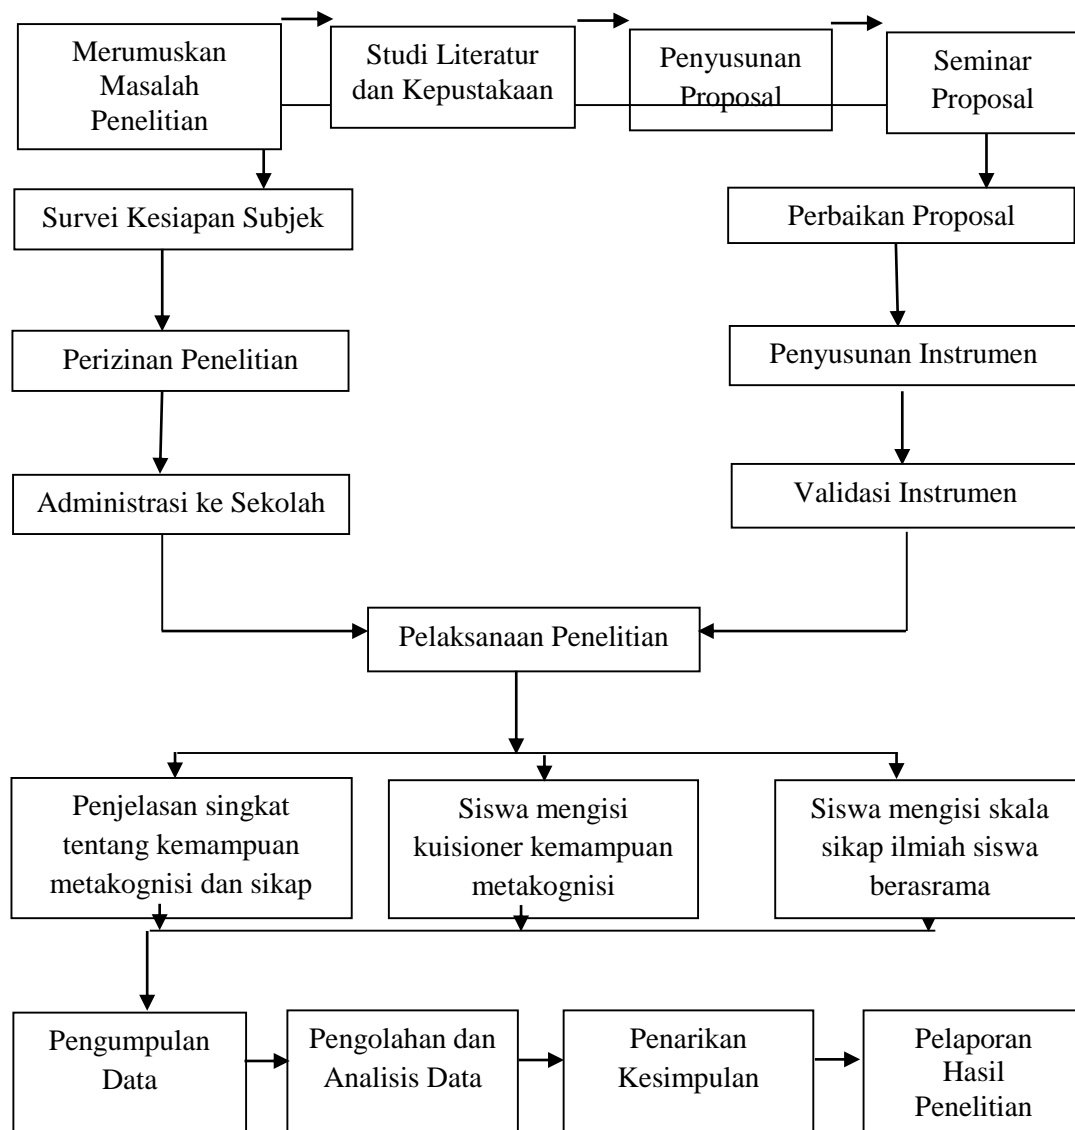 Merumuskan
Masalah
Penelitian
Studi Literatur
dan Kepustakaan
Penyusunan
Proposal
Seminar
Proposal
Survei Kesiapan Subjek
Perbaikan Proposal
Perizinan Penelitian
Penyusunan Instrumen
Administrasi ke Sekolah
Validasi Instrumen
Pelaksanaan Penelitian
Penjelasan singkat
tentang kemampuan
metakognisi dan sikap
Siswa mengisi
kuisioner kemampuan
metakognisi
Siswa mengisi skala
sikap ilmiah siswa
berasrama
Pengumpulan
Data
Pengolahan dan
Analisis Data
Penarikan
Kesimpulan
Pelaporan
Hasil
Penelitian